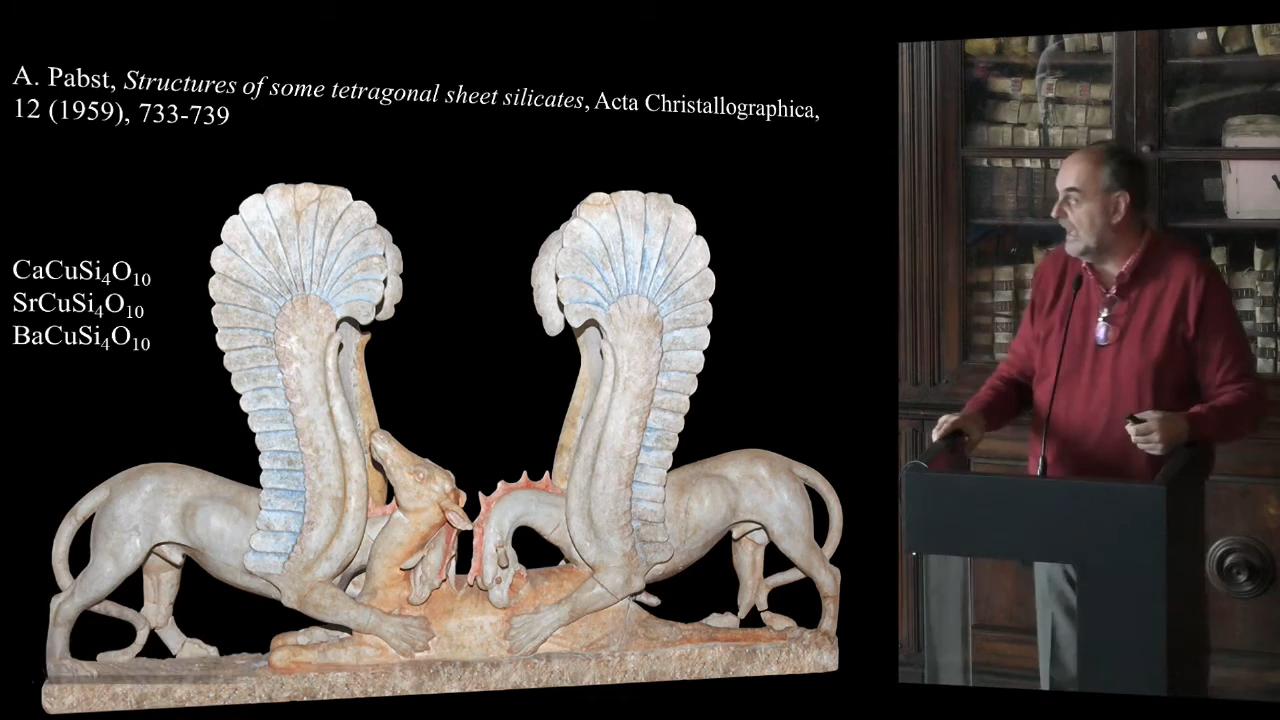 A. Pabst, Structures of some tetragonal sheet silicates, Acta Christallographica,
12 (1959), 733-739
CaCuSi₄O₁₀
SrCuSi₄O₁₀
BaCuSi₄O₁₀